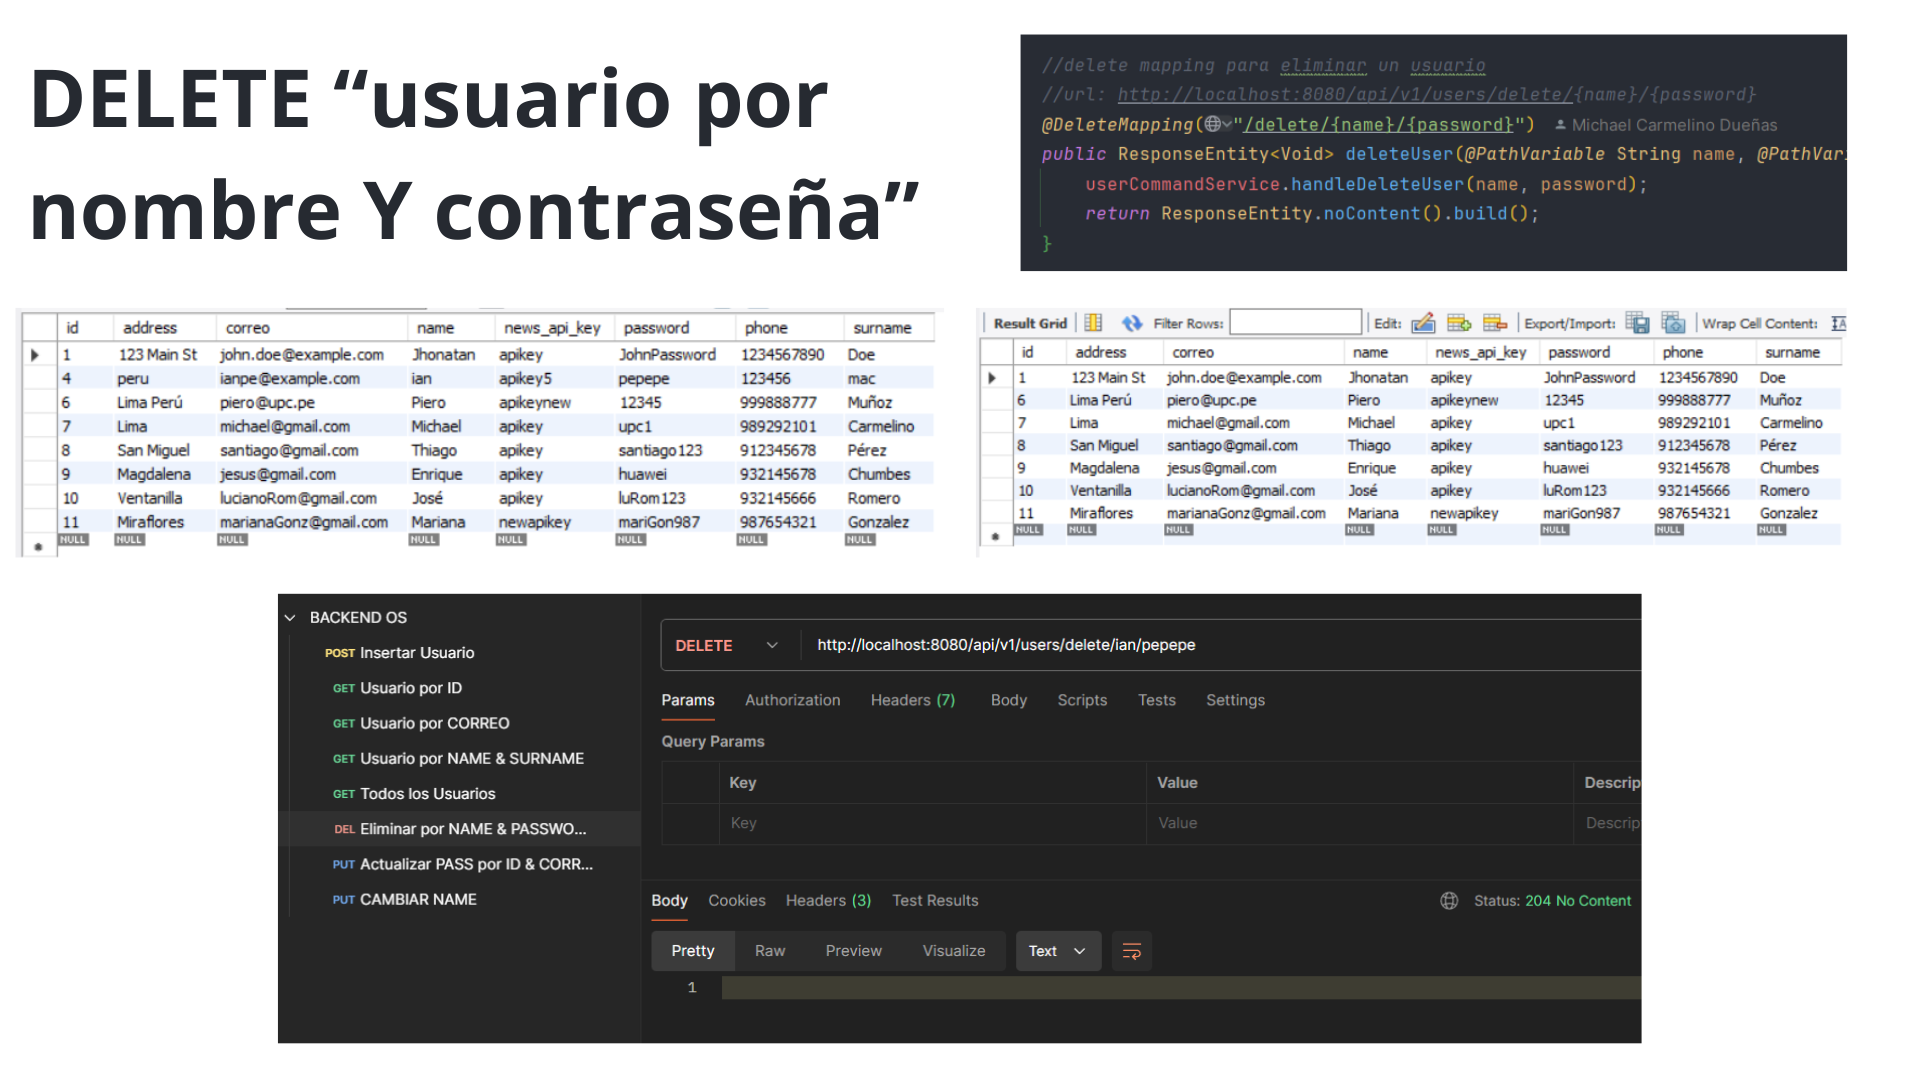 DELETE “usuario por
nombre Y contraseña”
//delete mapping para eliminar un usuario
//url: http://localhost:8080/api/v1/users/delete/{name}/{password}
@DeleteMapping("/delete/{name}/{password}") Michael Carmelino Dueñas
public ResponseEntity<Void> deleteUser(@PathVariable String name, @PathVar
userCommandService.handleDeleteUser(name, password);
return ResponseEntity.noContent().build();
}
id address correo name news_api_key password phone surname
1 123 Main St john.doe@example.com Jhonatan apikey JohnPassword 1234567890 Doe
4 peru ianpe@example.com ian apikey5 pepepe 123456 mac
6 Lima Perú piero@upc.pe Piero apikeynew 12345 999888777 Muñoz
7 Lima michael@gmail.com Michael apikey upc1 989292101 Carmelino
8 San Miguel santiago@gmail.com Thiago apikey santiago123 912345678 Pérez
9 Magdalena jesus@gmail.com Enrique apikey huawei 932145678 Chumbes
10 Ventanilla lucianoRom@gmail.com José apikey luRom123 932145666 Romero
11 Miraflores marianaGonz@gmail.com Mariana newapikey mariGon987 987654321 Gonzalez
NULL NULL NULL NULL NULL NULL NULL NULL
Result Grid Filter Rows: Edit: Export/Import: Wrap Cell Content:
id address correo name news_api_key password phone surname
1 123 Main St john.doe@example.com Jhonatan apikey JohnPassword 1234567890 Doe
6 Lima Perú piero@upc.pe Piero apikeynew 12345 999888777 Muñoz
7 Lima michael@gmail.com Michael apikey upc1 989292101 Carmelino
8 San Miguel santiago@gmail.com Thiago apikey santiago123 912345678 Pérez
9 Magdalena jesus@gmail.com Enrique apikey huawei 932145678 Chumbes
10 Ventanilla lucianoRom@gmail.com José apikey luRom123 932145666 Romero
11 Miraflores marianaGonz@gmail.com Mariana newapikey mariGon987 987654321 Gonzalez
NULL NULL NULL NULL NULL NULL NULL NULL
BACKEND OS
POST Insertar Usuario
GET Usuario por ID
GET Usuario por CORREO
GET Usuario por NAME & SURNAME
GET Todos los Usuarios
DEL Eliminar por NAME & PASSWO...
PUT Actualizar PASS por ID & CORR...
PUT CAMBIAR NAME
DELETE http://localhost:8080/api/v1/users/delete/ian/pepepe
Params Authorization Headers (7) Body Scripts Tests Settings
Query Params
Key Value Descrip
Key Value Descrip
Body Cookies Headers (3) Test Results Status: 204 No Content
Pretty Raw Preview Visualize Text
1